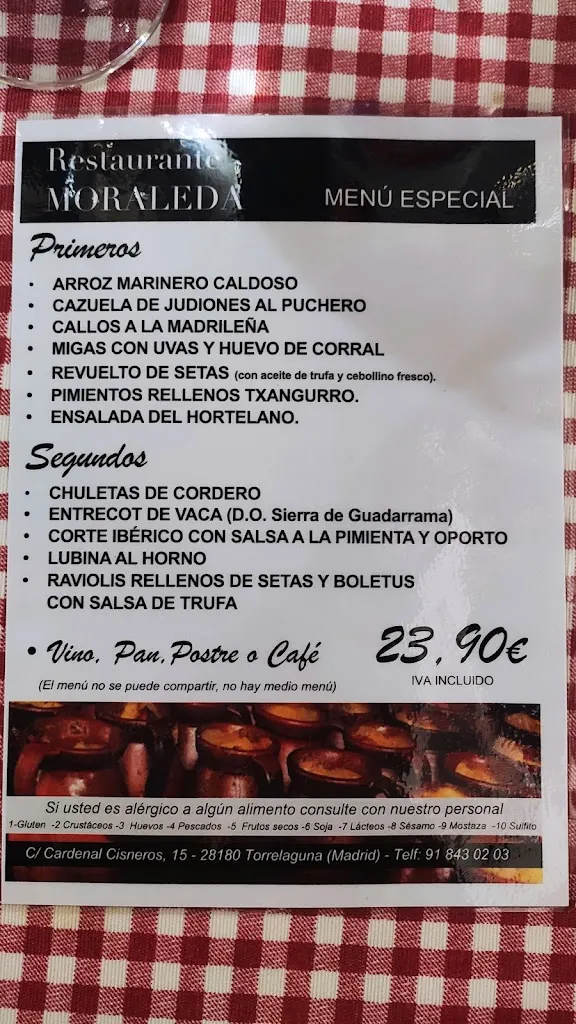 Restaurante
MORALEDA
MENÚ ESPECIAL
Primeros
• ARROZ MARINERO CALDOSO
• CAZUELA DE JUDIONES AL PUCHERO
• CALLOS A LA MADRILEÑA
• MIGAS CON UVAS Y HUEVO DE CORRAL
• REVUELTO DE SETAS (con aceite de trufa y cebollino fresco).
• PIMIENTOS RELLENOS TXANGURRO.
• ENSALADA DEL HORTELANO.
Segundos
• CHULETAS DE CORDERO
• ENTRECOT DE VACA (D.O. Sierra de Guadarrama)
• CORTE IBÉRICO CON SALSA A LA PIMIENTA Y OPORTO
• LUBINA AL HORNO
• RAVIOLIS RELLENOS DE SETAS Y BOLETUS
CON SALSA DE TRUFA
• Vino, Pan, Postre o Café 23,90€
(El menú no se puede compartir, no hay medio menú)
IVA INCLUIDO
Si usted es alérgico a algún alimento consulte con nuestro personal
1-Gluten -2 Crustáceos -3 Huevos -4 Pescados -5 Frutos secos -6 Soja -7 Lácteos -8 Sésamo -9 Mostaza -10 Sulfito
C/ Cardenal Cisneros, 15 - 28180 Torrelaguna (Madrid) - Telf: 91 843 02 03